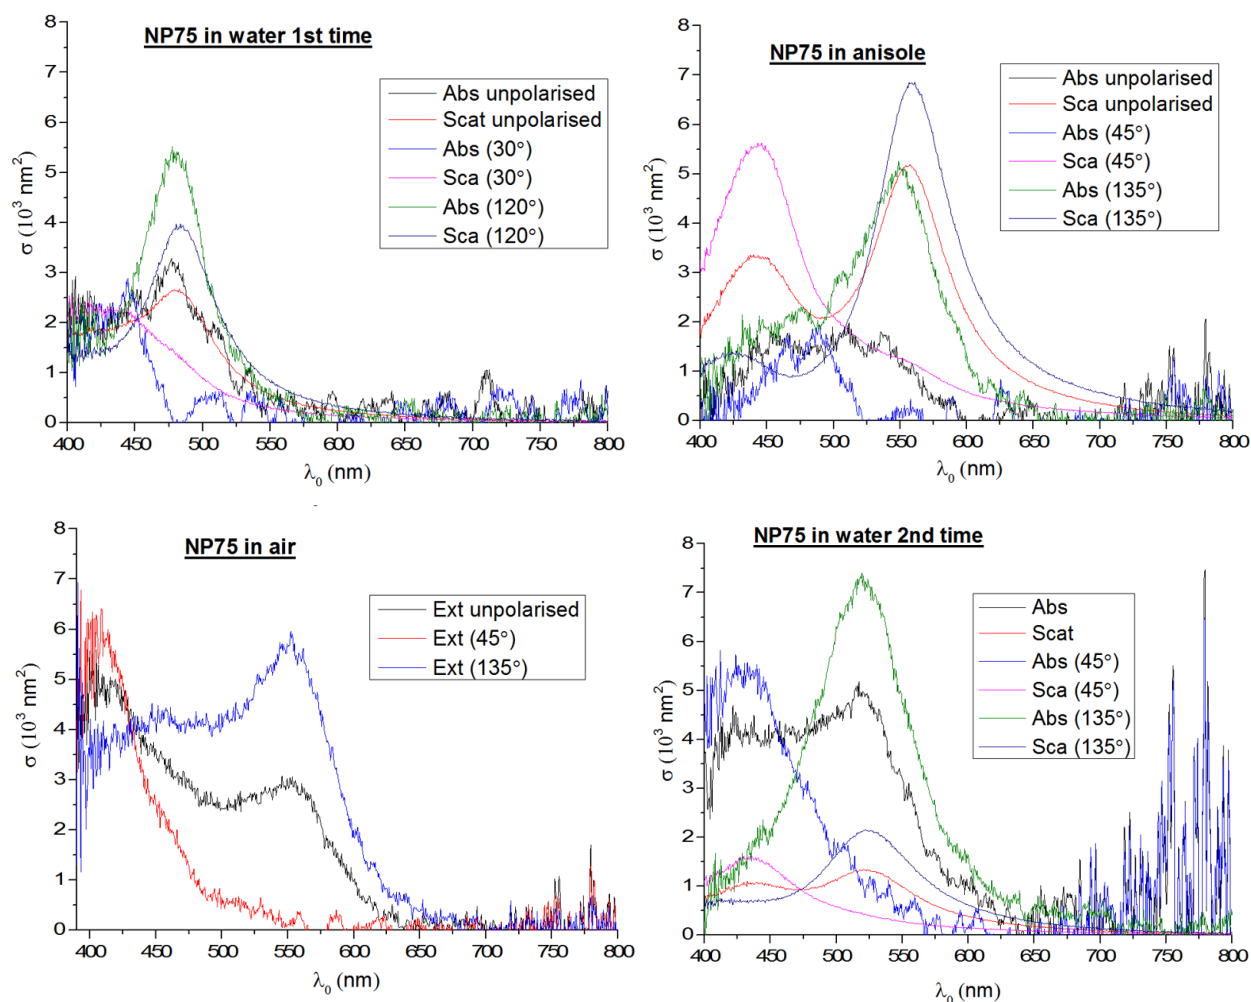 NP75 in water 1st time
Abs unpolarised
Scat unpolarised
Abs (30°)
Sca (30°)
Abs (120°)
Sca (120°)
σ (10³ nm²)
8
7
6
5
4
3
2
1
0
400 450 500 550 600 650 700 750 800
λ₀ (nm)
NP75 in anisole
Abs unpolarised
Sca unpolarised
Abs (45°)
Sca (45°)
Abs (135°)
Sca (135°)
σ (10³ nm²)
8
7
6
5
4
3
2
1
0
400 450 500 550 600 650 700 750 800
λ₀ (nm)
NP75 in air
Ext unpolarised
Ext (45°)
Ext (135°)
σ (10³ nm²)
8
7
6
5
4
3
2
1
0
400 450 500 550 600 650 700 750 800
λ₀ (nm)
NP75 in water 2nd time
Abs
Scat
Abs (45°)
Sca (45°)
Abs (135°)
Sca (135°)
σ (10³ nm²)
8
7
6
5
4
3
2
1
0
400 450 500 550 600 650 700 750 800
λ₀ (nm)